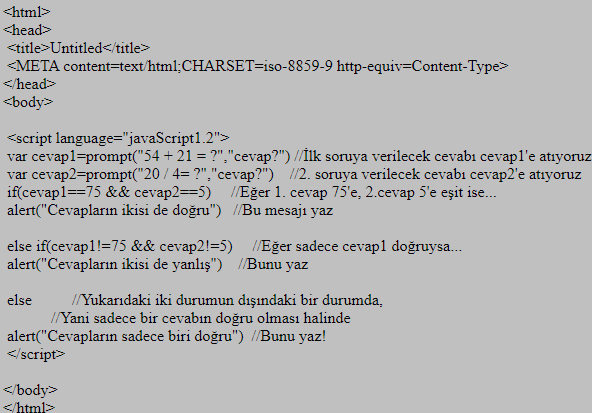 <html>
<head>
<title>Untitled</title>
<META content=text/html;CHARSET=iso-8859-9 http-equiv=Content-Type>
</head>
<body>
<script language="javaScript1.2">
var cevap1=prompt("54 + 21 = ?","cevap?") //İlk soruya verilecek cevabı cevap1'e atıyoruz
var cevap2=prompt("20 / 4= ?","cevap?") //2. soruya verilecek cevabı cevap2'e atıyoruz
if(cevap1==75 && cevap2==5) //Eğer 1. cevap 75'e, 2.cevap 5'e eşit ise...
alert("Cevapların ikisi de doğru") //Bu mesajı yaz
else if(cevap1!=75 && cevap2!=5) //Eğer sadece cevap1 doğruysa...
alert("Cevapların ikisi de yanlış") //Bunu yaz
else //Yukarıdaki iki durumun dışındaki bir durumda,
//Yani sadece bir cevabın doğru olması halinde
alert("Cevapların sadece biri doğru") //Bunu yaz!
</script>
</body>
</html>